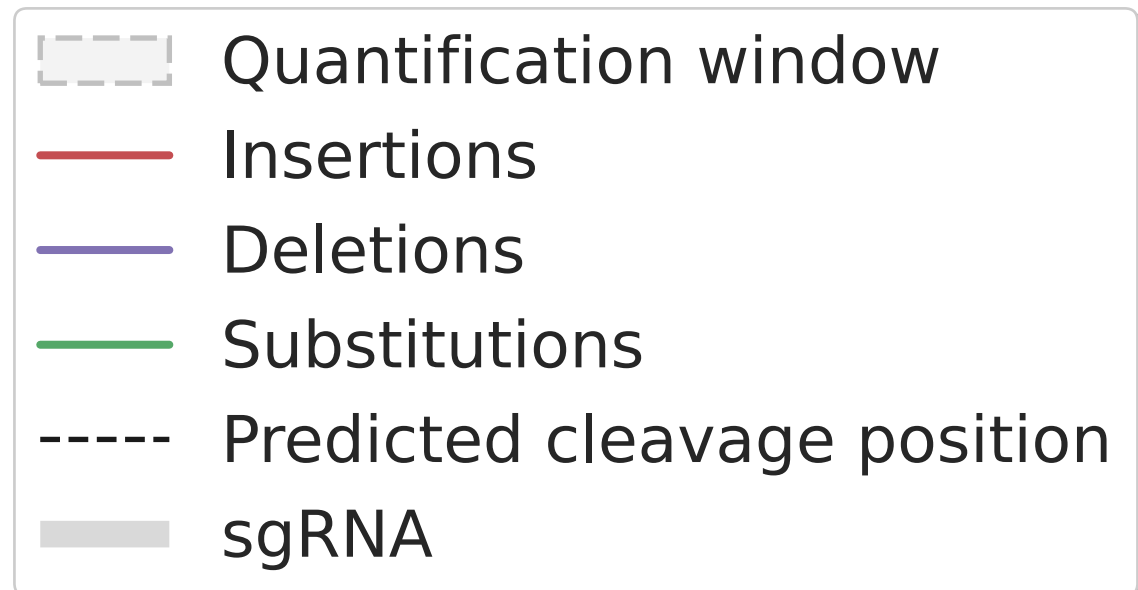 Quantification window
Insertions
Deletions
Substitutions
Predicted cleavage position
sgRNA